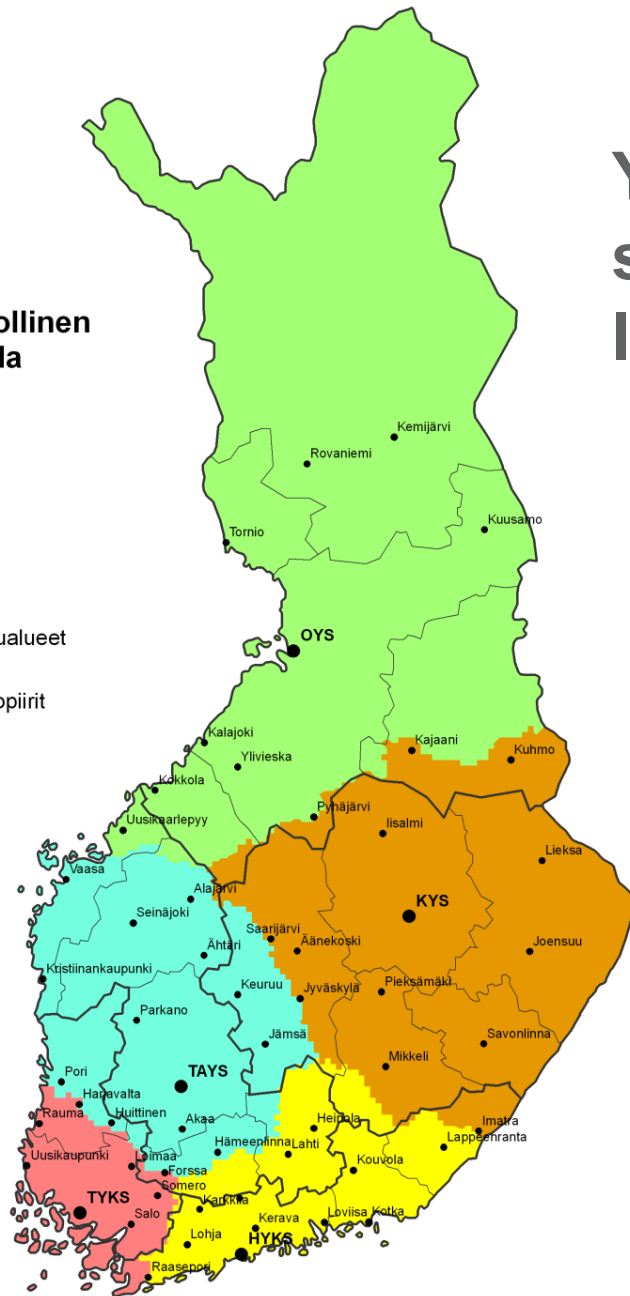 Y
s
ollinen
la
I
Kemijärvi
Rovaniemi
Kuusamo
Tornio
ualueet
OYS
opiirit
Kalajoki
Kajaani
Kuhmo
Ylivieska
Kokkola
Pyhäjärvi
Uusikaarlepyy
Iisalmi
Lieksa
Vaasa
Alajärvi
KYS
Seinäjoki
Saarijärvi
Äänekoski
Joensuu
Ähtäri
Kristiinankaupunki
Keuruu
Jyväskylä
Pieksämäki
Parkano
Jämsä
Savonlinna
Mikkeli
Pori
TAYS
Harjavalta
Rauma
Huittinen
Akaa
Heinola
Imatra
Lappeenranta
Hämeenlinna
Lahti
Uusikaupunki
Loimaa
Forssa
Kouvola
Somero
TYKS
Karkkila
Salo
Kerava
Loviisa
Kotka
Lohja
HYKS
Raasepori